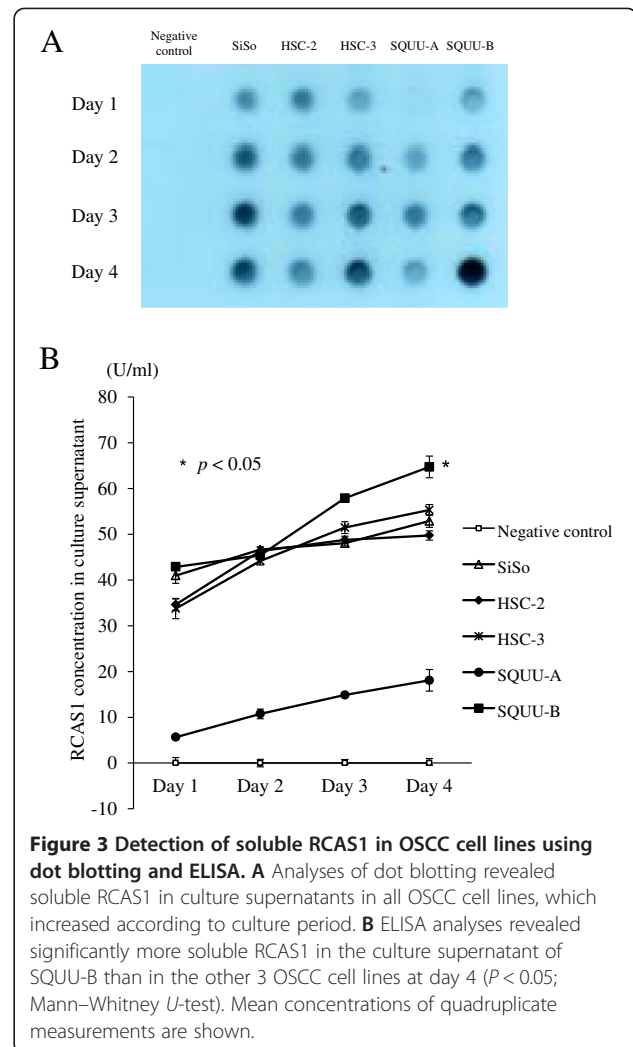 A
Negative
control
SiSo
HSC-2
HSC-3
SQUU-A
SQUU-B
Day 1
Day 2
Day 3
Day 4
B
(U/ml)
RCAS1 concentration in culture supernatant
80
70
60
50
40
30
20
10
0
-10
* p < 0.05
*
Day 1
Day 2
Day 3
Day 4
Negative control
SiSo
HSC-2
HSC-3
SQUU-A
SQUU-B
Figure 3 Detection of soluble RCAS1 in OSCC cell lines using
dot blotting and ELISA. A Analyses of dot blotting revealed
soluble RCAS1 in culture supernatants in all OSCC cell lines, which
increased according to culture period. B ELISA analyses revealed
significantly more soluble RCAS1 in the culture supernatant of
SQUU-B than in the other 3 OSCC cell lines at day 4 (P < 0.05;
Mann–Whitney U-test). Mean concentrations of quadruplicate
measurements are shown.